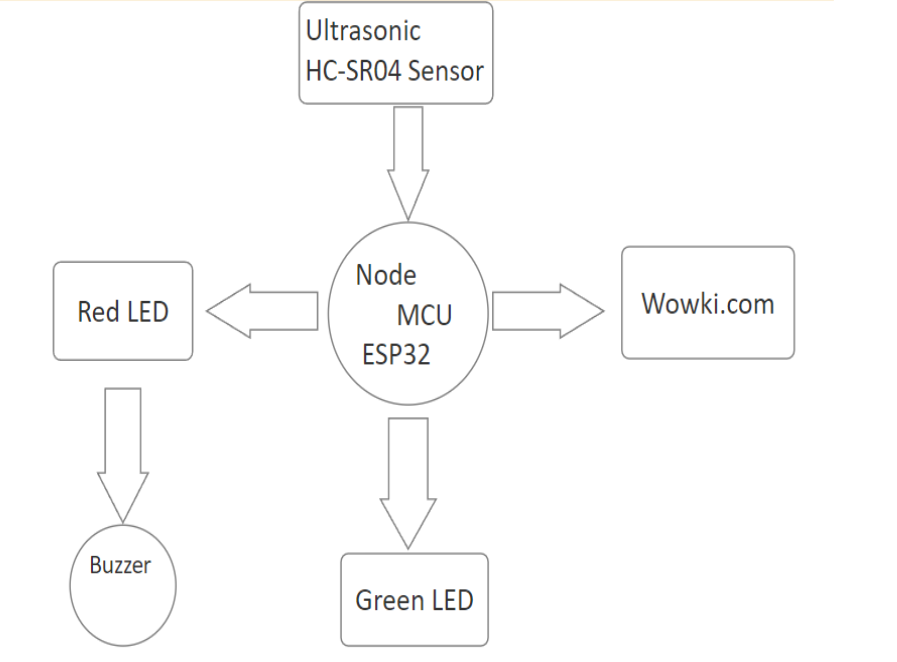 Ultrasonic
HC-SR04 Sensor
Node
MCU
ESP32
Red LED
Wowki.com
Buzzer
Green LED